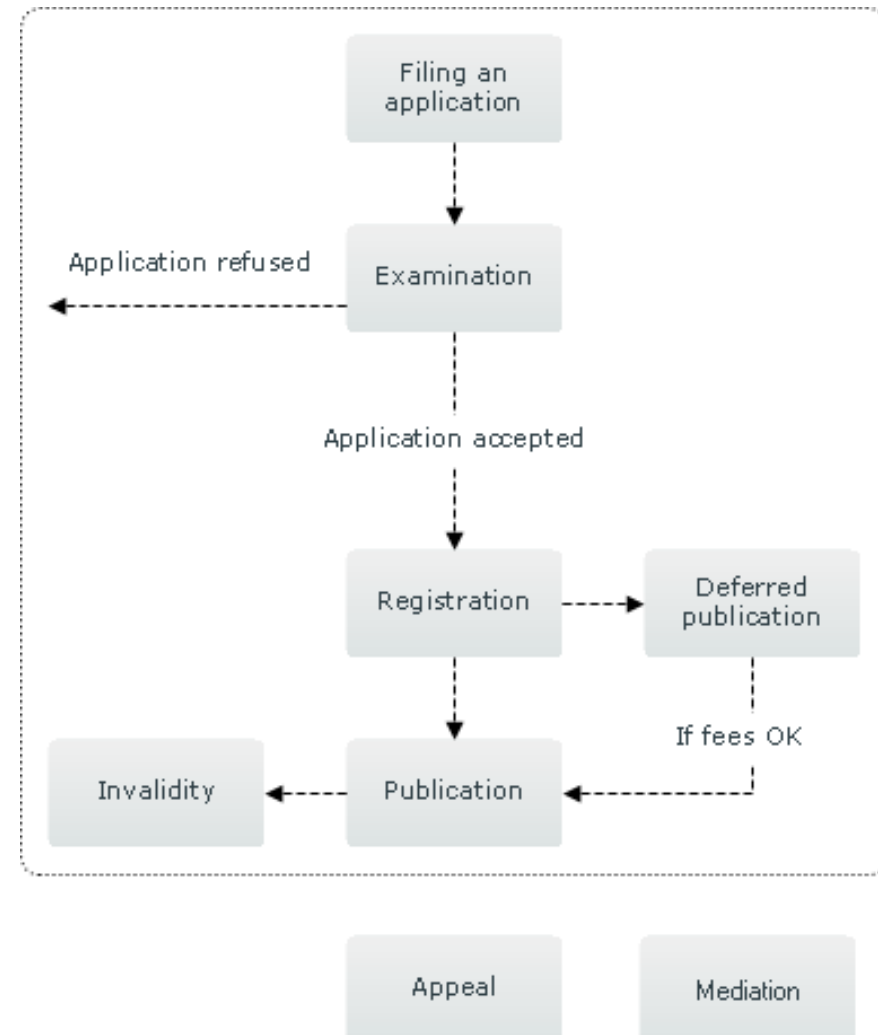 Filing an
application
Application refused
Examination
Application accepted
Registration
Deferred
publication
If fees OK
Invalidity
Publication
Appeal
Mediation